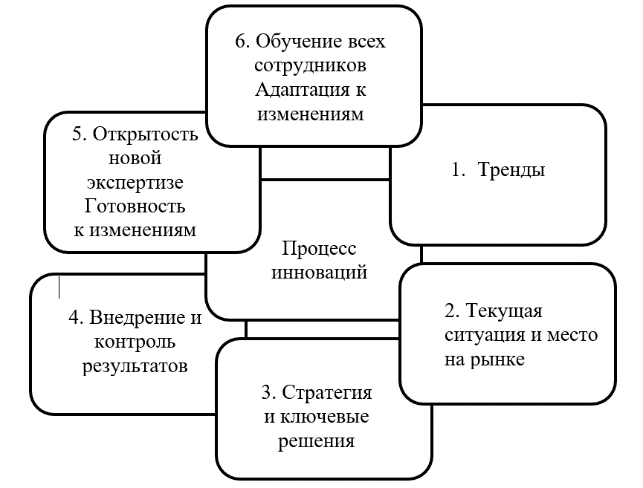 6. Обучение всех
сотрудников
Адаптация к
изменениям
1. Тренды
2. Текущая
ситуация и место
на рынке
3. Стратегия
и ключевые
решения
4. Внедрение и
контроль
результатов
5. Открытость
новой
экспертизе
Готовность
к изменениям
Процесс
инноваций